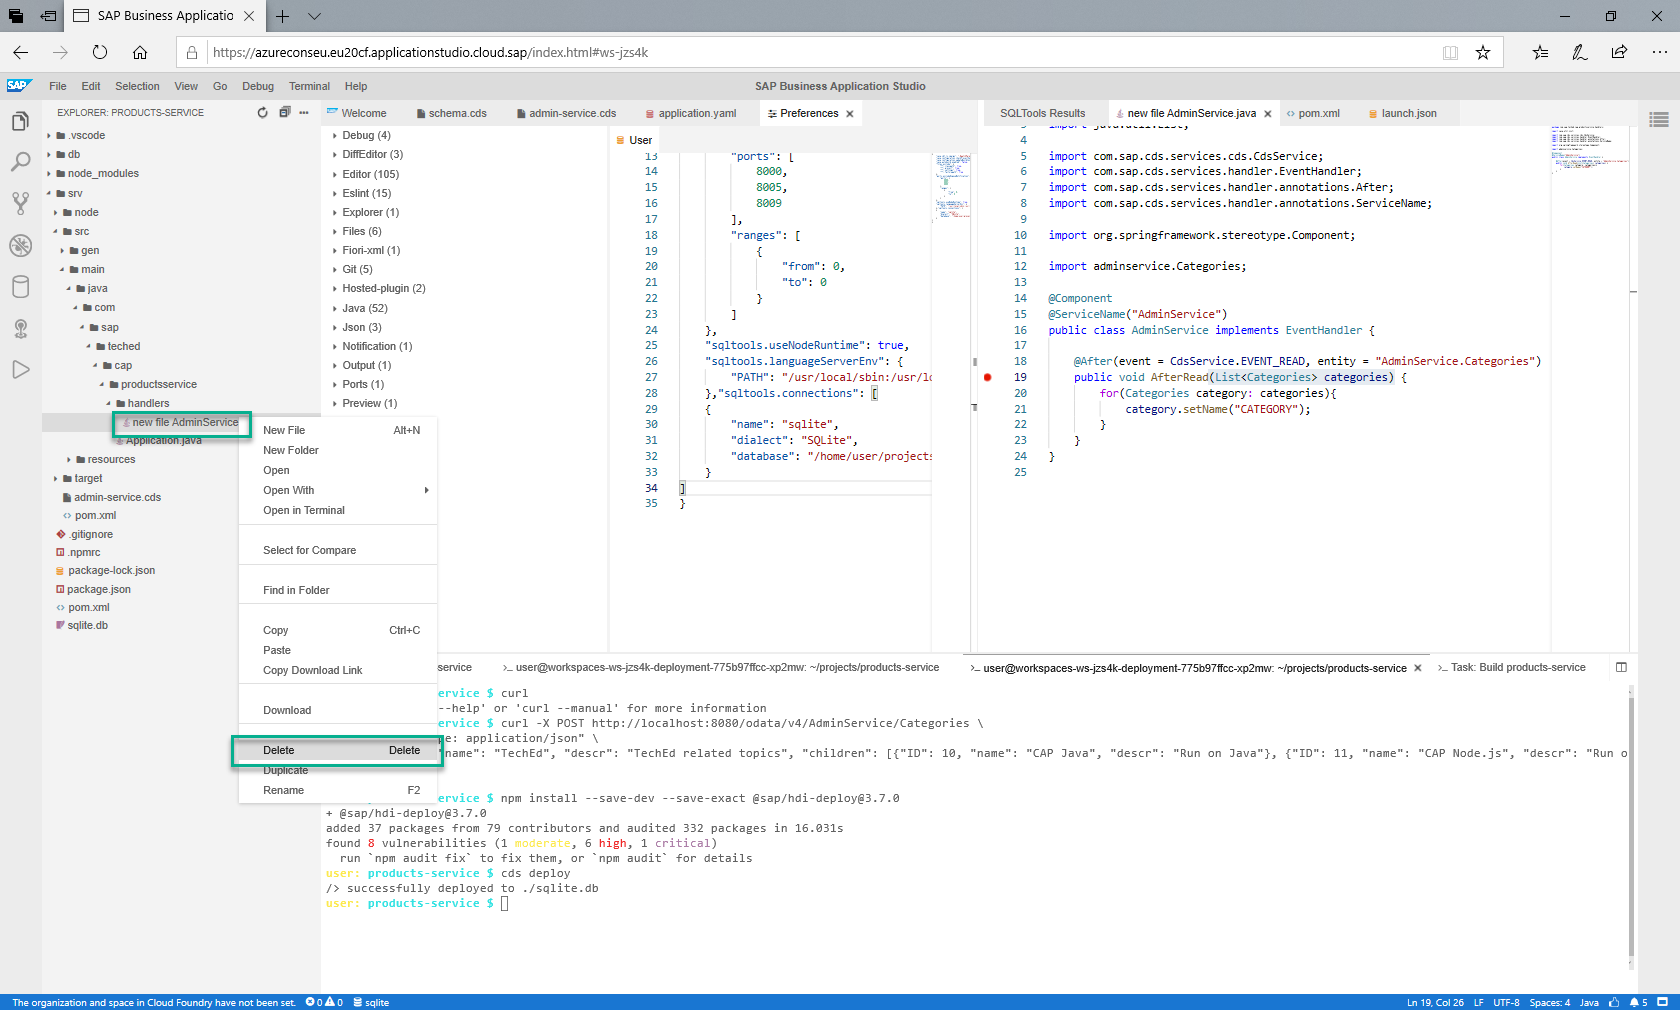 SAP Business Applicatio
https://azureconseu.eu20cf.applicationstudio.cloud.sap/index.html#ws-jzs4k
SAP File Edit Selection View Go Debug Terminal Help
SAP Business Application Studio
EXPLORER: PRODUCTS-SERVICE
.vscode
db
node_modules
srv
node
src
gen
main
java
com
sap
teched
cap
productsservice
handlers
new file AdminService
Application.java
resources
target
admin-service.cds
pom.xml
.gitignore
.npmrc
package-lock.json
package.json
pom.xml
sqlite.db
New File Alt+N
New Folder
Open
Open With
Open in Terminal
Select for Compare
Find in Folder
Copy Ctrl+C
Paste
Copy Download Link
Download
Delete Delete
Duplicate
Rename F2
Welcome schema.cds admin-service.cds application.yaml Preferences
Debug (4)
DiffEditor (3)
Editor (105)
Eslint (15)
Explorer (1)
Files (6)
Fiori-xml (1)
Git (5)
Hosted-plugin (2)
Java (52)
Json (3)
Notification (1)
Output (1)
Ports (1)
Preview (1)
User
13 "ports": [
14 8000,
15 8005,
16 8009
17 ],
18 "ranges": [
19 {
20 "from": 0,
21 "to": 0
22 }
23 ]
24 },
25 "sqltools.useNodeRuntime": true,
26 "sqltools.languageServerEnv": {
27 "PATH": "/usr/local/sbin:/usr/lo
28 },"sqltools.connections": [
29 {
30 "name": "sqlite",
31 "dialect": "SQLite",
32 "database": "/home/user/projects
33 }
34 ]
35 }
SQLTools Results new file AdminService.java pom.xml launch.json
3 import java.util.List;
4
5 import com.sap.cds.services.cds.CdsService;
6 import com.sap.cds.services.handler.EventHandler;
7 import com.sap.cds.services.handler.annotations.After;
8 import com.sap.cds.services.handler.annotations.ServiceName;
9
10 import org.springframework.stereotype.Component;
11
12 import adminservice.Categories;
13
14 @Component
15 @ServiceName("AdminService")
16 public class AdminService implements EventHandler {
17
18 @After(event = CdsService.EVENT_READ, entity = "AdminService.Categories")
19 public void AfterRead(List<Categories> categories) {
20 for(Categories category: categories){
21 category.setName("CATEGORY");
22 }
23 }
24 }
25
service >_ user@workspaces-ws-jzs4k-deployment-775b97ffcc-xp2mw: ~/projects/products-service >_ user@workspaces-ws-jzs4k-deployment-775b97ffcc-xp2mw: ~/projects/products-service >_ Task: Build products-service
ervice $ curl
--help' or 'curl --manual' for more information
ervice $ curl -X POST http://localhost:8080/odata/v4/AdminService/Categories \
pe: application/json" \
name": "TechEd", "descr": "TechEd related topics", "children": [{"ID": 10, "name": "CAP Java", "descr": "Run on Java"}, {"ID": 11, "name": "CAP Node.js", "descr": "Run o
ervice $ npm install --save-dev --save-exact @sap/hdi-deploy@3.7.0
+ @sap/hdi-deploy@3.7.0
added 37 packages from 79 contributors and audited 332 packages in 16.031s
found 8 vulnerabilities (1 moderate, 6 high, 1 critical)
run `npm audit fix` to fix them, or `npm audit` for details
user: products-service $ cds deploy
/> successfully deployed to ./sqlite.db
user: products-service $
The organization and space in Cloud Foundry have not been set. 0 0 sqlite
Ln 19, Col 26 LF UTF-8 Spaces: 4 Java 5